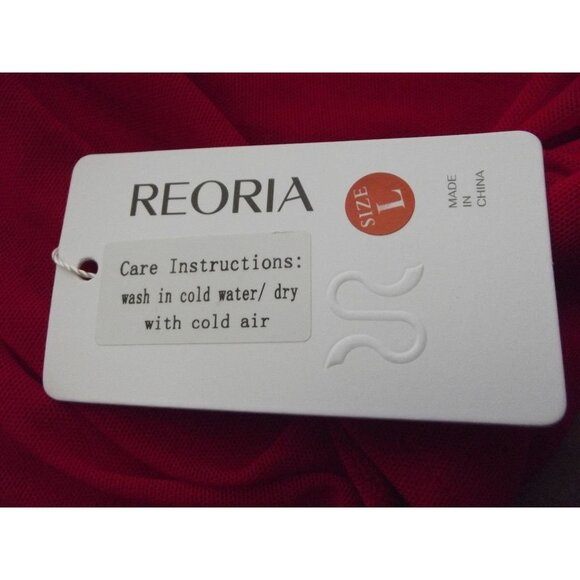 REORIA
SIZE
L
MADE
IN
CHINA
Care Instructions:
wash in cold water/ dry
with cold air